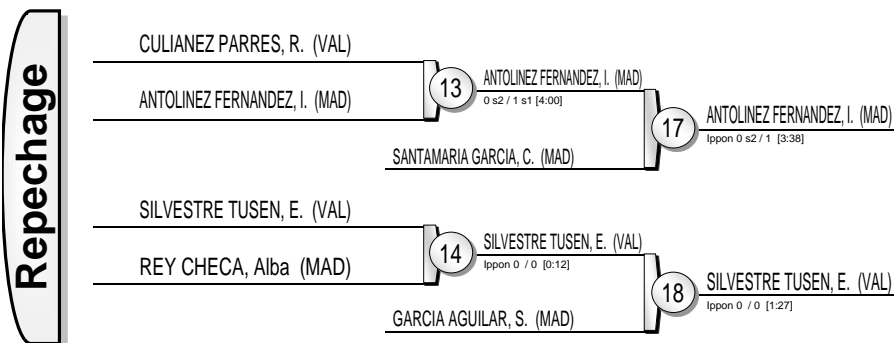 Repechage
CULIANEZ PARRES, R. (VAL)
ANTOLINEZ FERNANDEZ, I. (MAD)
13
ANTOLINEZ FERNANDEZ, I. (MAD)
0 s2 / 1 s1 [4:00]
SANTAMARIA GARCIA, C. (MAD)
17
ANTOLINEZ FERNANDEZ, I. (MAD)
Ippon 0 s2 / 1 [3:38]
SILVESTRE TUSEN, E. (VAL)
REY CHECA, Alba (MAD)
14
SILVESTRE TUSEN, E. (VAL)
Ippon 0 / 0 [0:12]
GARCIA AGUILAR, S. (MAD)
18
SILVESTRE TUSEN, E. (VAL)
Ippon 0 / 0 [1:27]